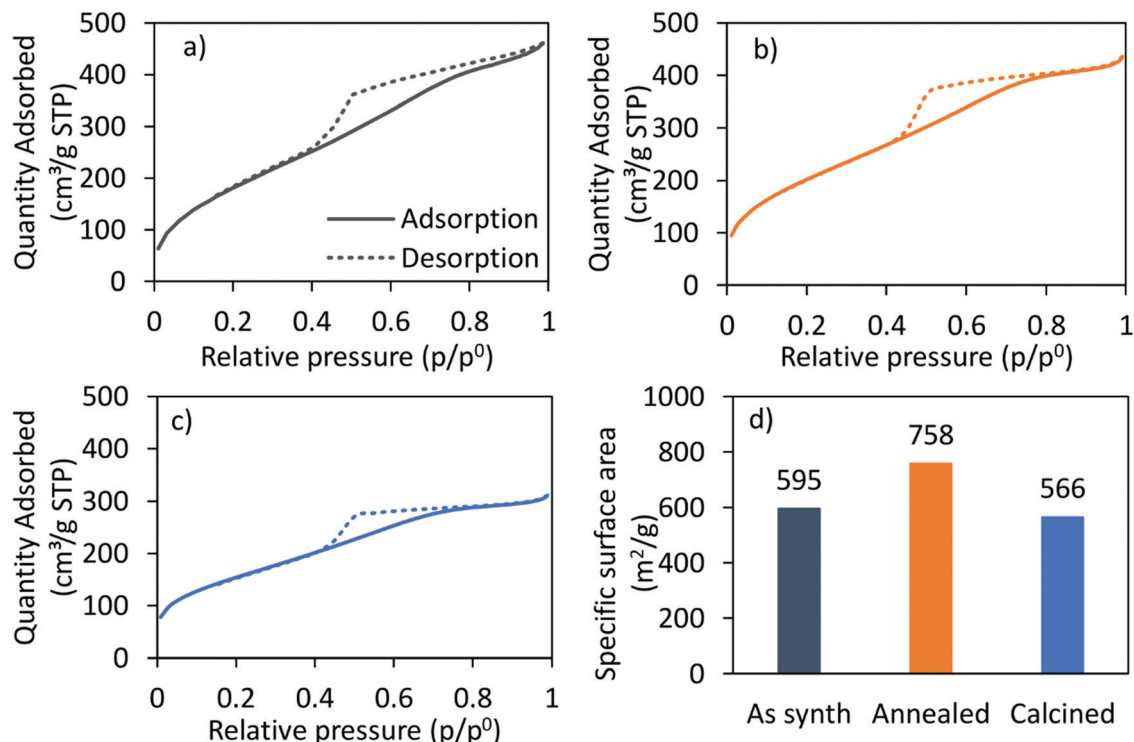 a)
Quantity Adsorbed
(cm³/g STP)
500
400
300
200
100
0
Adsorption
Desorption
0 0.2 0.4 0.6 0.8 1
Relative pressure (p/p⁰)
b)
Quantity Adsorbed
(cm³/g STP)
500
400
300
200
100
0
0 0.2 0.4 0.6 0.8 1
Relative pressure (p/p⁰)
c)
Quantity Adsorbed
(cm³/g STP)
500
400
300
200
100
0
0 0.2 0.4 0.6 0.8 1
Relative pressure (p/p⁰)
d)
Specific surface area
(m²/g)
1000
800
600
400
200
0
595
758
566
As synth Annealed Calcined